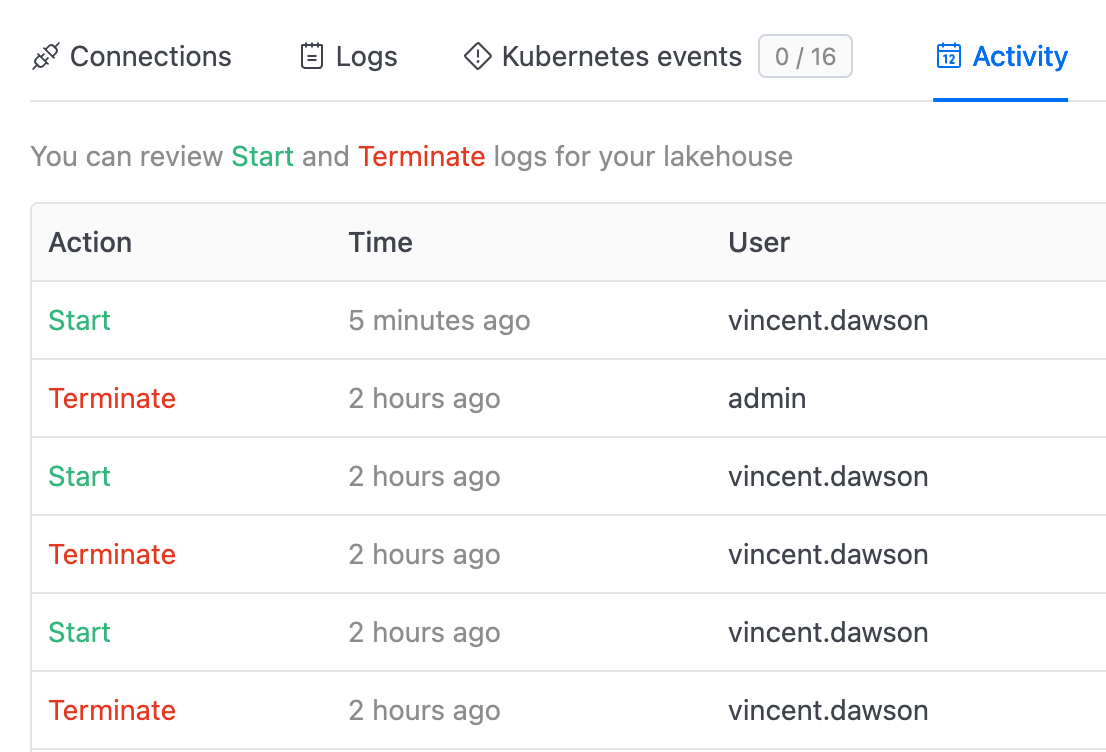 Connections Logs Kubernetes events 0 / 16 12 Activity
You can review Start and Terminate logs for your lakehouse
Action Time User
Start 5 minutes ago vincent.dawson
Terminate 2 hours ago admin
Start 2 hours ago vincent.dawson
Terminate 2 hours ago vincent.dawson
Start 2 hours ago vincent.dawson
Terminate 2 hours ago vincent.dawson